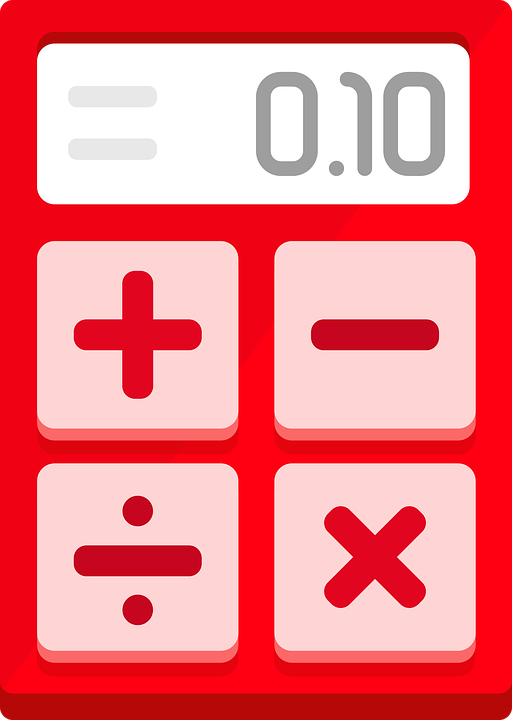 = 0.10
+ −
÷ ×